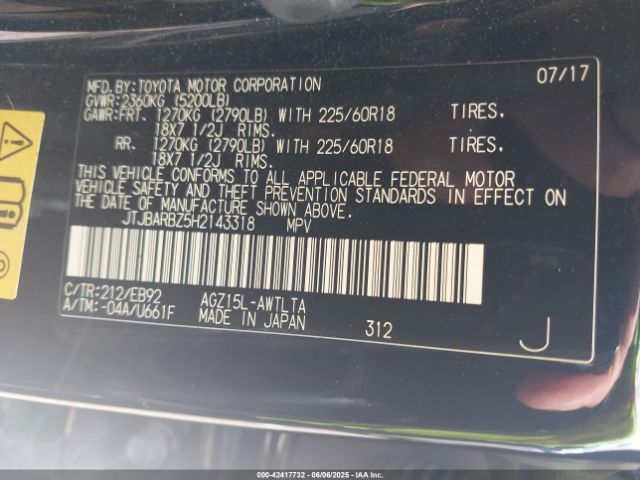 MFD.BY:TOYOTA MOTOR CORPORATION 07/17
GVWR:2360KG (5200LB)
GAWR:FRT. 1270KG (2790LB) WITH 225/60R18 TIRES.
18X7 1/2J RIMS.
RR. 1270KG (2790LB) WITH 225/60R18 TIRES.
18X7 1/2J RIMS.
THIS VEHICLE CONFORMS TO ALL APPLICABLE FEDERAL MOTOR
VEHICLE SAFETY AND THEFT PREVENTION STANDARDS IN EFFECT ON
THE DATE OF MANUFACTURE SHOWN ABOVE.
JTJBARBZ5H2143318 MPV
C/TR:212/EB92 AGZ15L-AWTLTA
A/TM:-04A/U661F MADE IN JAPAN 312 J
000-42417732 - 06/06/2025 - IAAI, Inc.